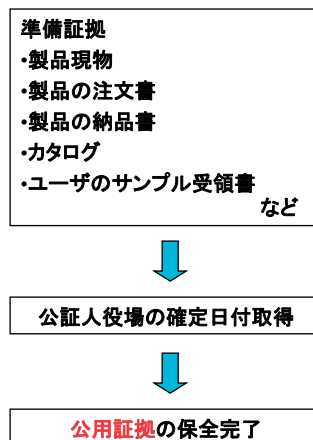 準備証拠
・製品現物
・製品の注文書
・製品の納品書
・カタログ
・ユーザのサンプル受領書
など
公証人役場の確定日付取得
公用証拠の保全完了